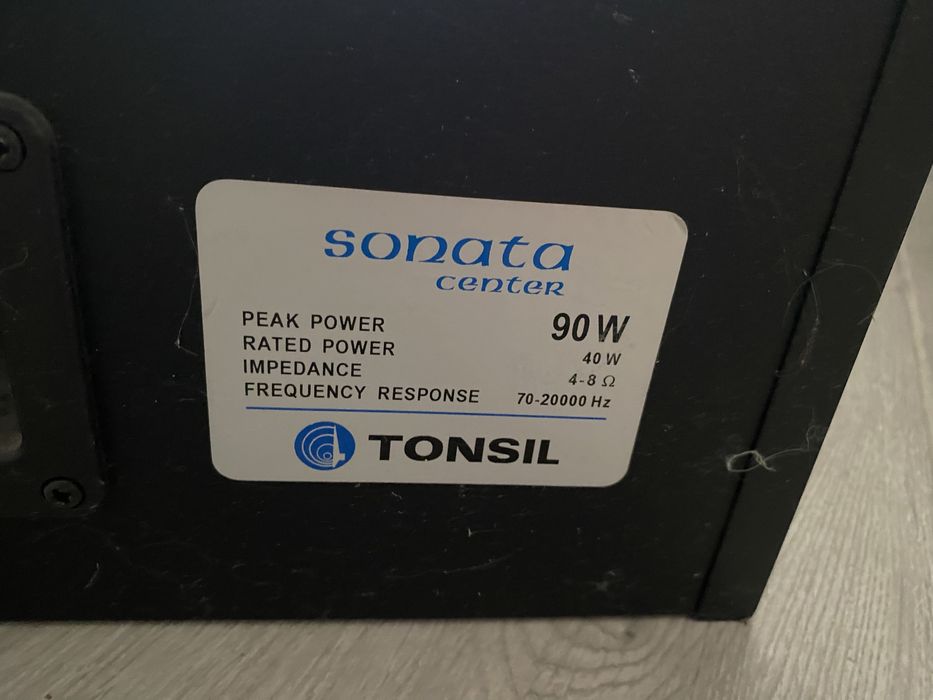 sonata
center
PEAK POWER 90 W
RATED POWER 40 W
IMPEDANCE 4-8 Ω
FREQUENCY RESPONSE 70-20000 Hz
TONSIL